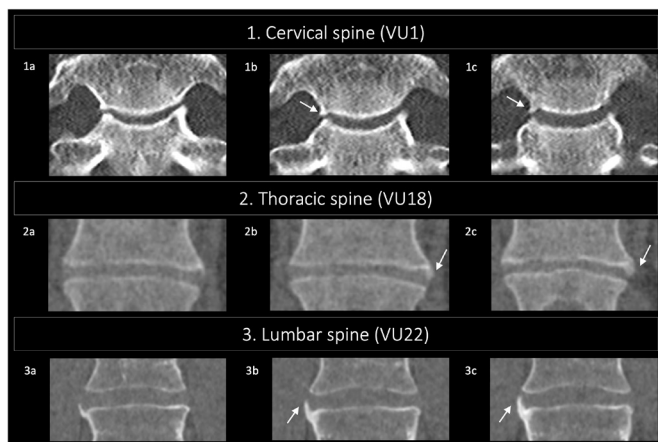 1. Cervical spine (VU1)
1a 1b 1c
2. Thoracic spine (VU18)
2a 2b 2c
3. Lumbar spine (VU22)
3a 3b 3c